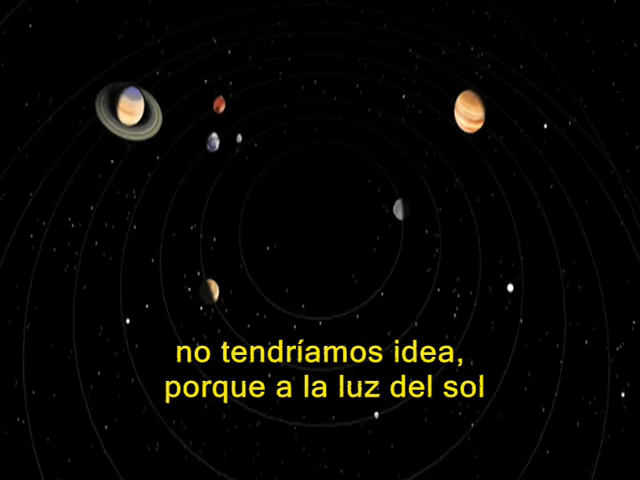 no tendríamos idea,
porque a la luz del sol